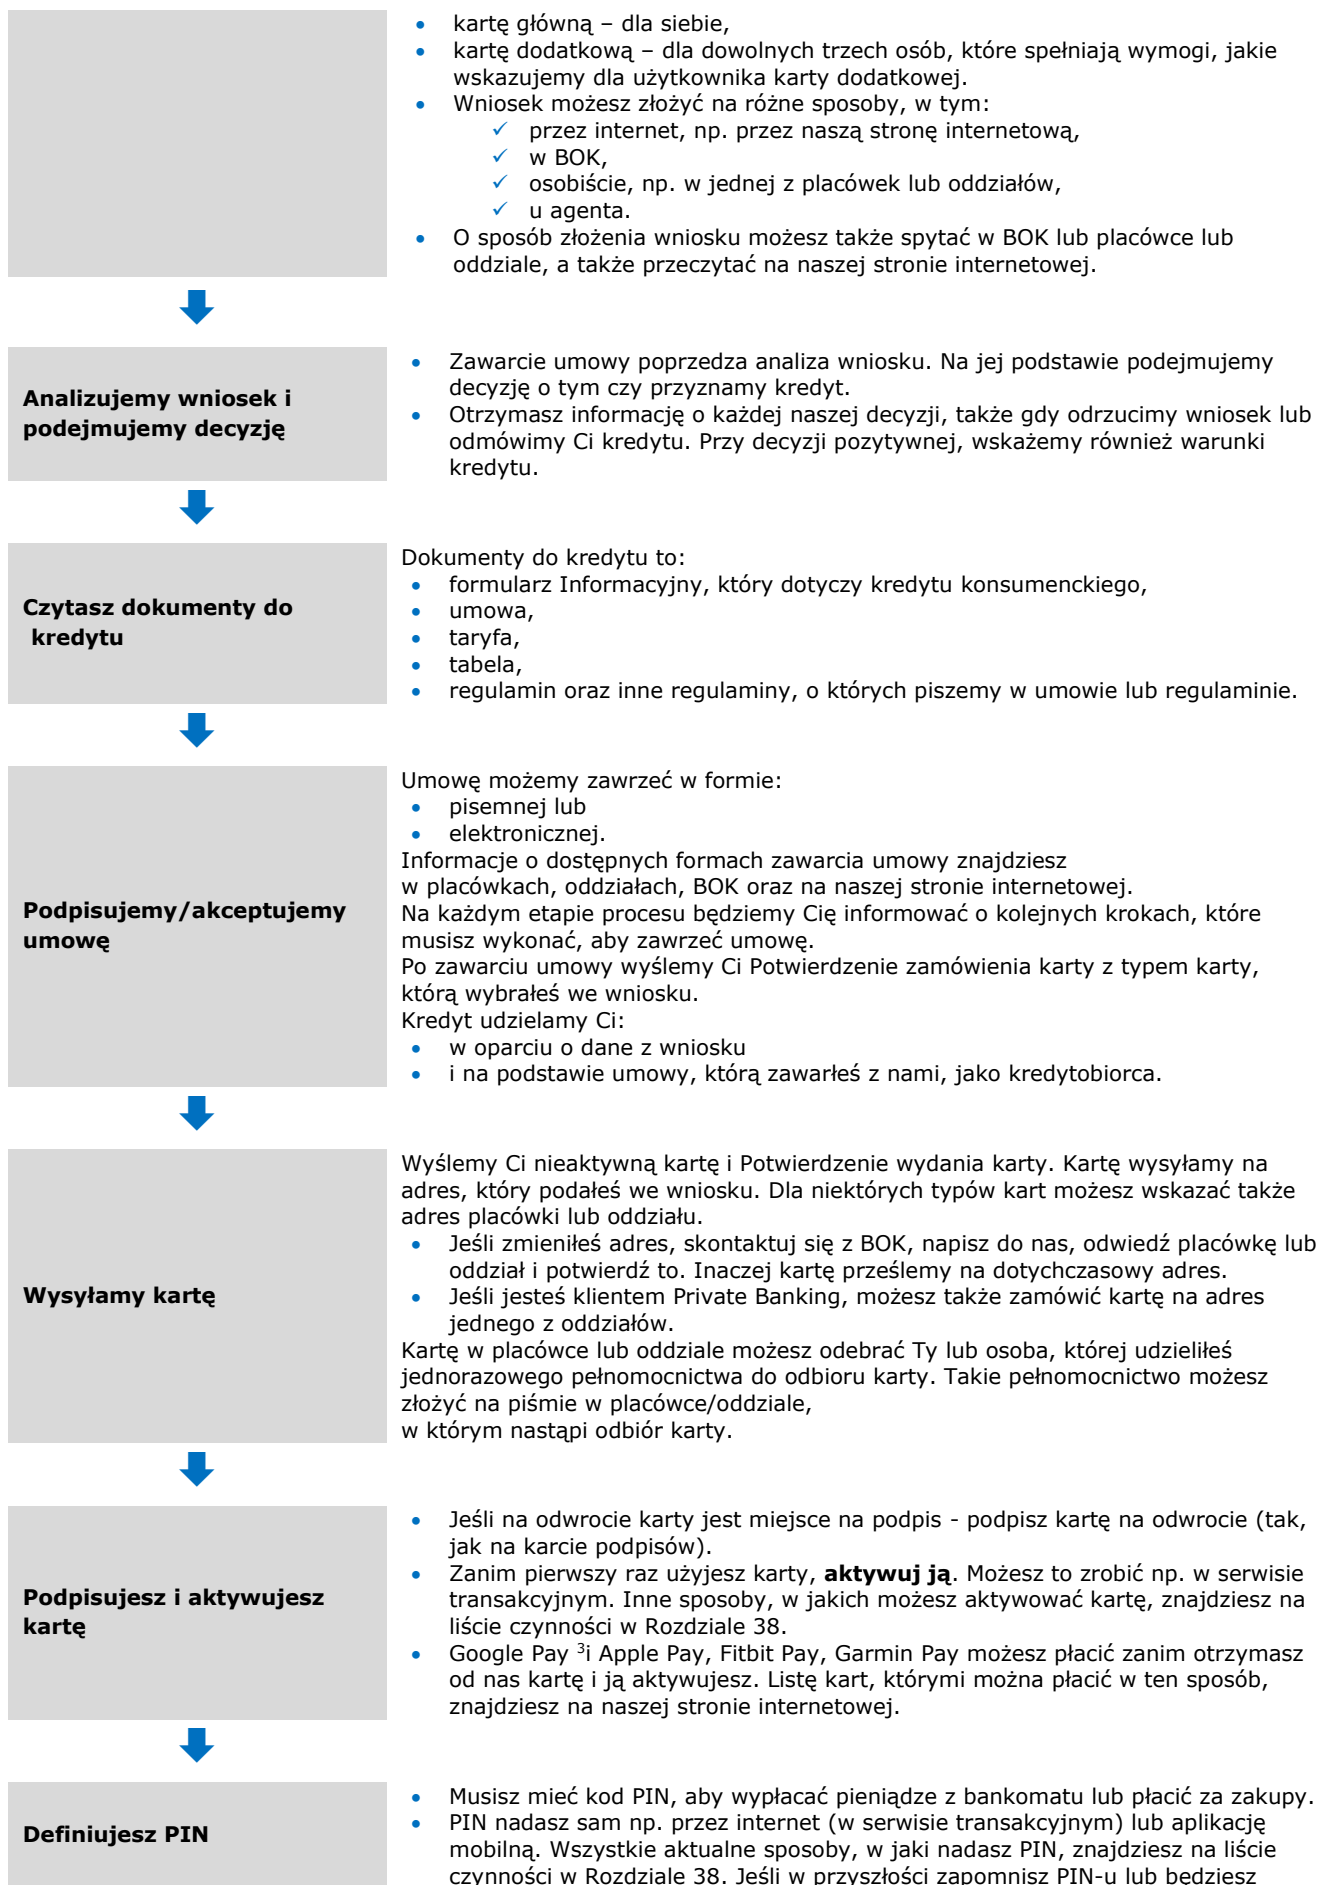 kartę główną – dla siebie,
kartę dodatkową – dla dowolnych trzech osób, które spełniają wymogi, jakie
wskazujemy dla użytkownika karty dodatkowej.
Wniosek możesz złożyć na różne sposoby, w tym:
przez internet, np. przez naszą stronę internetową,
w BOK,
osobiście, np. w jednej z placówek lub oddziałów,
u agenta.
O sposób złożenia wniosku możesz także spytać w BOK lub placówce lub
oddziale, a także przeczytać na naszej stronie internetowej.
Analizujemy wniosek i
podejmujemy decyzję
Zawarcie umowy poprzedza analiza wniosku. Na jej podstawie podejmujemy
decyzję o tym czy przyznamy kredyt.
Otrzymasz informację o każdej naszej decyzji, także gdy odrzucimy wniosek lub
odmówimy Ci kredytu. Przy decyzji pozytywnej, wskażemy również warunki
kredytu.
Czytasz dokumenty do
kredytu
Dokumenty do kredytu to:
formularz Informacyjny, który dotyczy kredytu konsumenckiego,
umowa,
taryfa,
tabela,
regulamin oraz inne regulaminy, o których piszemy w umowie lub regulaminie.
Podpisujemy/akceptujemy
umowę
Umowę możemy zawrzeć w formie:
pisemnej lub
elektronicznej.
Informacje o dostępnych formach zawarcia umowy znajdziesz
w placówkach, oddziałach, BOK oraz na naszej stronie internetowej.
Na każdym etapie procesu będziemy Cię informować o kolejnych krokach, które
musisz wykonać, aby zawrzeć umowę.
Po zawarciu umowy wyślemy Ci Potwierdzenie zamówienia karty z typem karty,
którą wybrałeś we wniosku.
Kredyt udzielamy Ci:
w oparciu o dane z wniosku
i na podstawie umowy, którą zawarłeś z nami, jako kredytobiorca.
Wysyłamy kartę
Wyślemy Ci nieaktywną kartę i Potwierdzenie wydania karty. Kartę wysyłamy na
adres, który podałeś we wniosku. Dla niektórych typów kart możesz wskazać także
adres placówki lub oddziału.
Jeśli zmieniłeś adres, skontaktuj się z BOK, napisz do nas, odwiedź placówkę lub
oddział i potwierdź to. Inaczej kartę prześlemy na dotychczasowy adres.
Jeśli jesteś klientem Private Banking, możesz także zamówić kartę na adres
jednego z oddziałów.
Kartę w placówce lub oddziale możesz odebrać Ty lub osoba, której udzieliłeś
jednorazowego pełnomocnictwa do odbioru karty. Takie pełnomocnictwo możesz
złożyć na piśmie w placówce/oddziale,
w którym nastąpi odbiór karty.
Podpisujesz i aktywujesz
kartę
Jeśli na odwrocie karty jest miejsce na podpis - podpisz kartę na odwrocie (tak,
jak na karcie podpisów).
Zanim pierwszy raz użyjesz karty, aktywuj ją. Możesz to zrobić np. w serwisie
transakcyjnym. Inne sposoby, w jakich możesz aktywować kartę, znajdziesz na
liście czynności w Rozdziale 38.
Google Pay ³i Apple Pay, Fitbit Pay, Garmin Pay możesz płacić zanim otrzymasz
od nas kartę i ją aktywujesz. Listę kart, którymi można płacić w ten sposób,
znajdziesz na naszej stronie internetowej.
Definiujesz PIN
Musisz mieć kod PIN, aby wypłacać pieniądze z bankomatu lub płacić za zakupy.
PIN nadasz sam np. przez internet (w serwisie transakcyjnym) lub aplikację
mobilną. Wszystkie aktualne sposoby, w jaki nadasz PIN, znajdziesz na liście
czynności w Rozdziale 38. Jeśli w przyszłości zapomnisz PIN-u lub będziesz